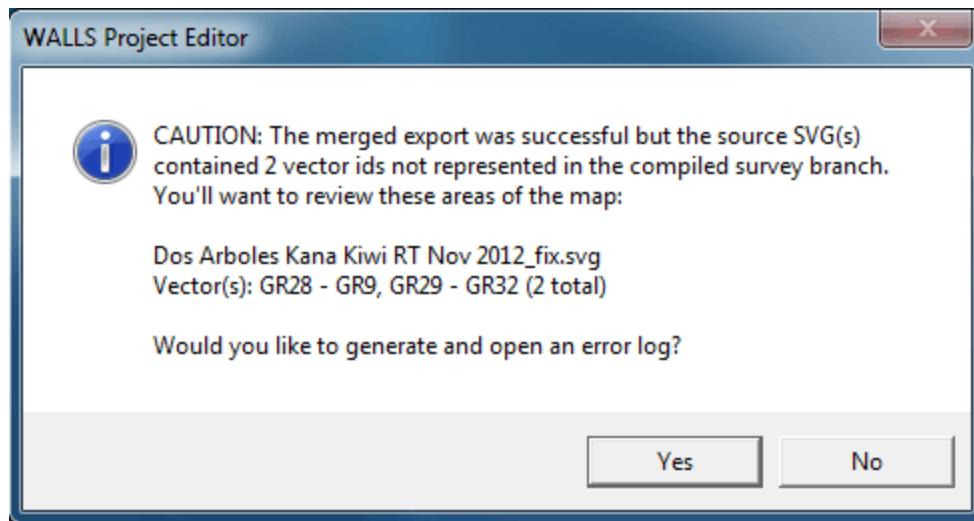 WALLS Project Editor
CAUTION: The merged export was successful but the source SVG(s)
contained 2 vector ids not represented in the compiled survey branch.
You'll want to review these areas of the map:
Dos Arboles Kana Kiwi RT Nov 2012_fix.svg
Vector(s): GR28 - GR9, GR29 - GR32 (2 total)
Would you like to generate and open an error log?
Yes
No